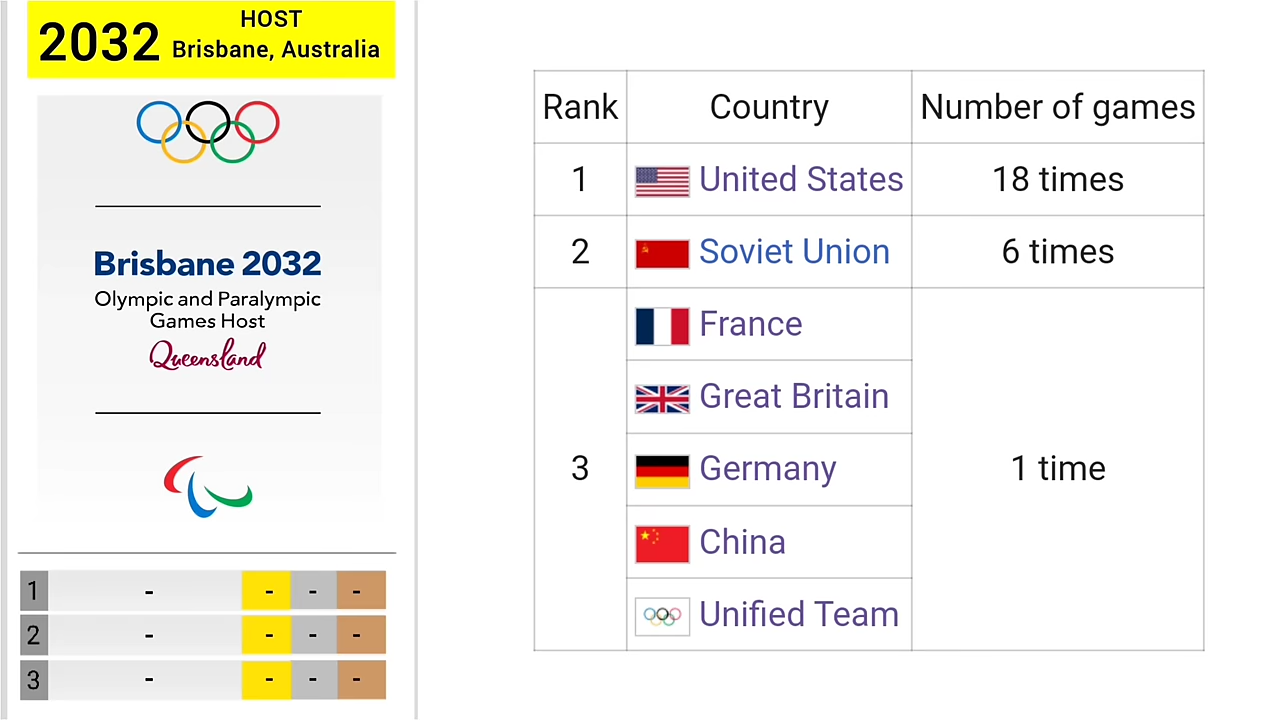 2032
HOST
Brisbane, Australia
Brisbane 2032
Olympic and Paralympic
Games Host
Queensland
1 - - - -
2 - - - -
3 - - - -
Rank Country Number of games
1 United States 18 times
2 Soviet Union 6 times
France
Great Britain
3 Germany 1 time
China
Unified Team